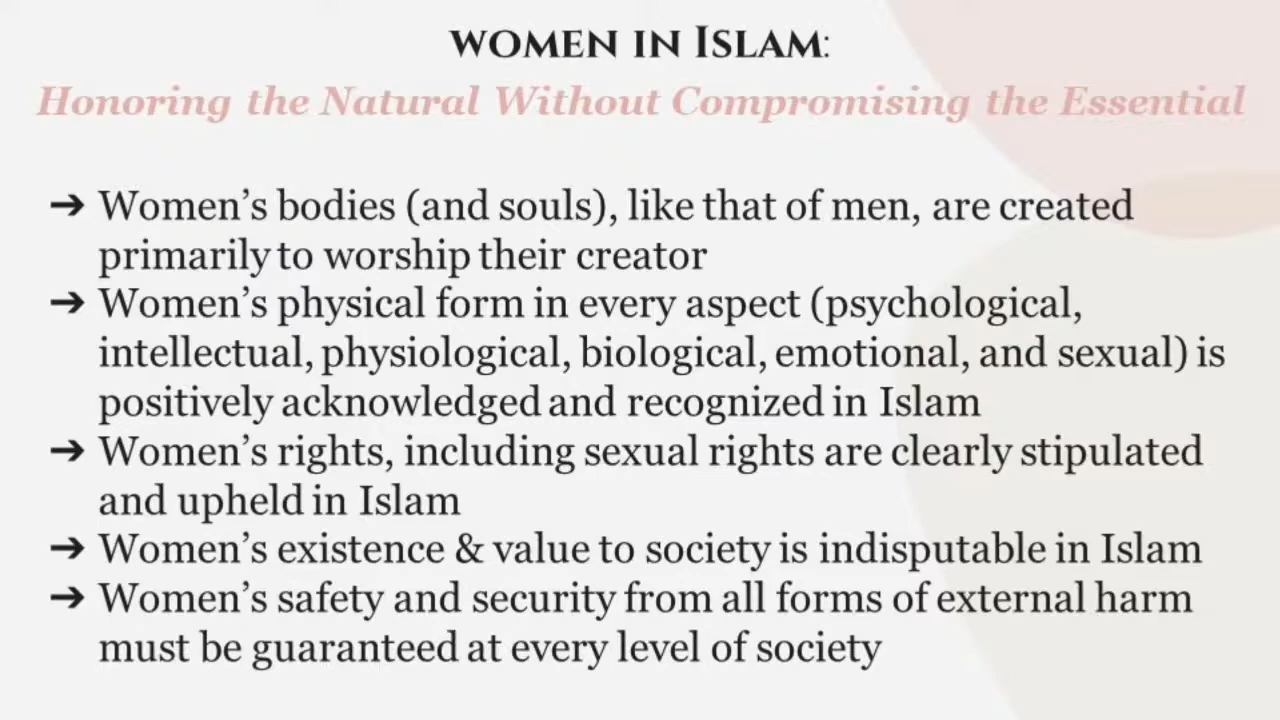 WOMEN IN ISLAM:
Honoring the Natural Without Compromising the Essential
➔ Women’s bodies (and souls), like that of men, are created
primarily to worship their creator
➔ Women’s physical form in every aspect (psychological,
intellectual, physiological, biological, emotional, and sexual) is
positively acknowledged and recognized in Islam
➔ Women’s rights, including sexual rights are clearly stipulated
and upheld in Islam
➔ Women’s existence & value to society is indisputable in Islam
➔ Women’s safety and security from all forms of external harm
must be guaranteed at every level of society